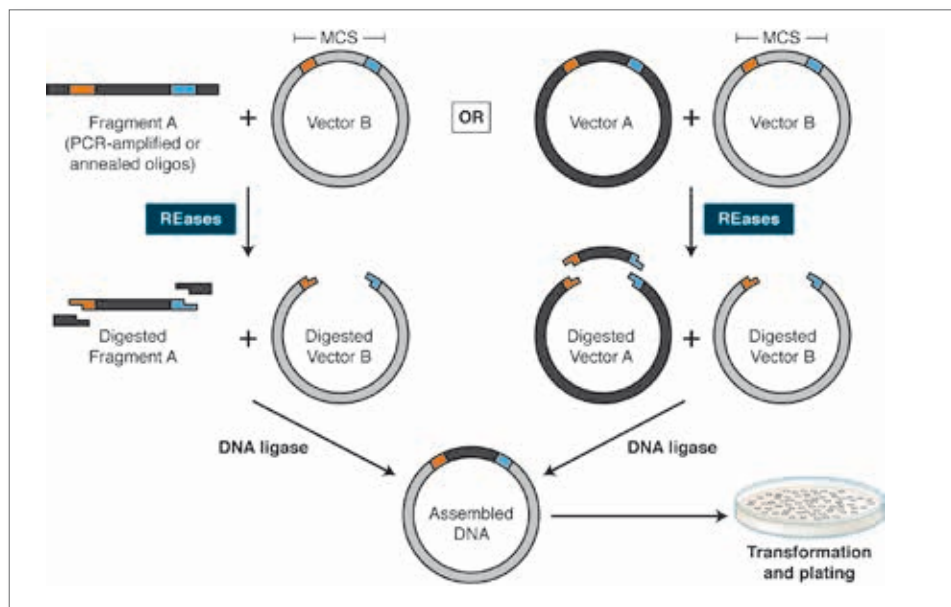 MCS
MCS
Fragment A
(PCR-amplified or
annealed oligos)
+
Vector B
OR
Vector A
+
Vector B
REases
REases
Digested
Fragment A
+
Digested
Vector B
Digested
Vector A
+
Digested
Vector B
DNA ligase
DNA ligase
Assembled
DNA
Transformation
and plating